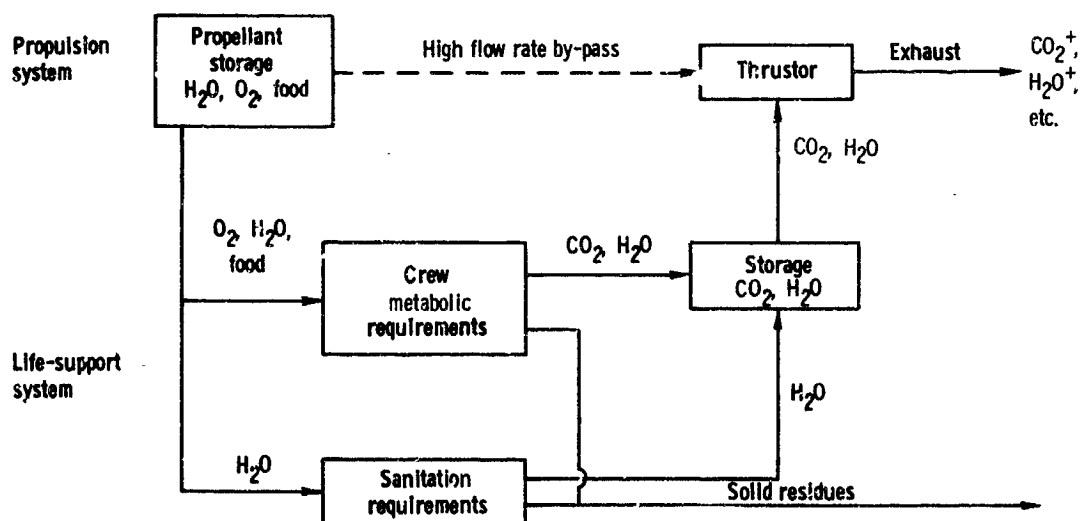 Propulsion
system
Propellant
storage
H₂O, O₂, food
High flow rate by-pass
Thrustor
Exhaust
CO₂⁺,
H₂O⁺,
etc.
CO₂, H₂O
O₂, H₂O,
food
Crew
metabolic
requirements
CO₂, H₂O
Storage
CO₂, H₂O
Life-support
system
H₂O
H₂O
Sanitation
requirements
Solid residues